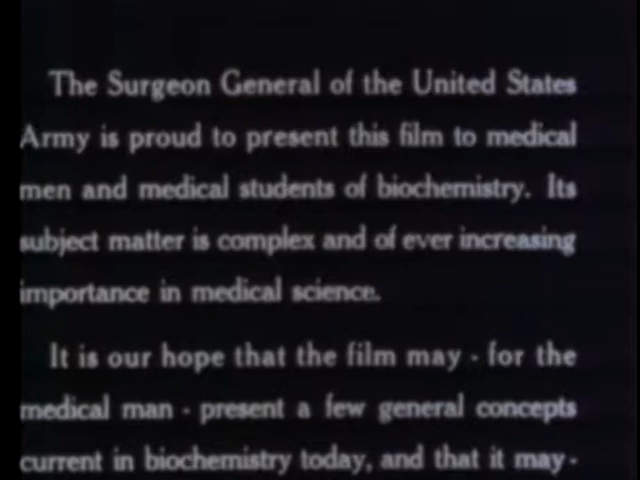 The Surgeon General of the United States
Army is proud to present this film to medical
men and medical students of biochemistry. Its
subject matter is complex and of ever increasing
importance in medical science.
It is our hope that the film may - for the
medical man - present a few general concepts
current in biochemistry today, and that it may -